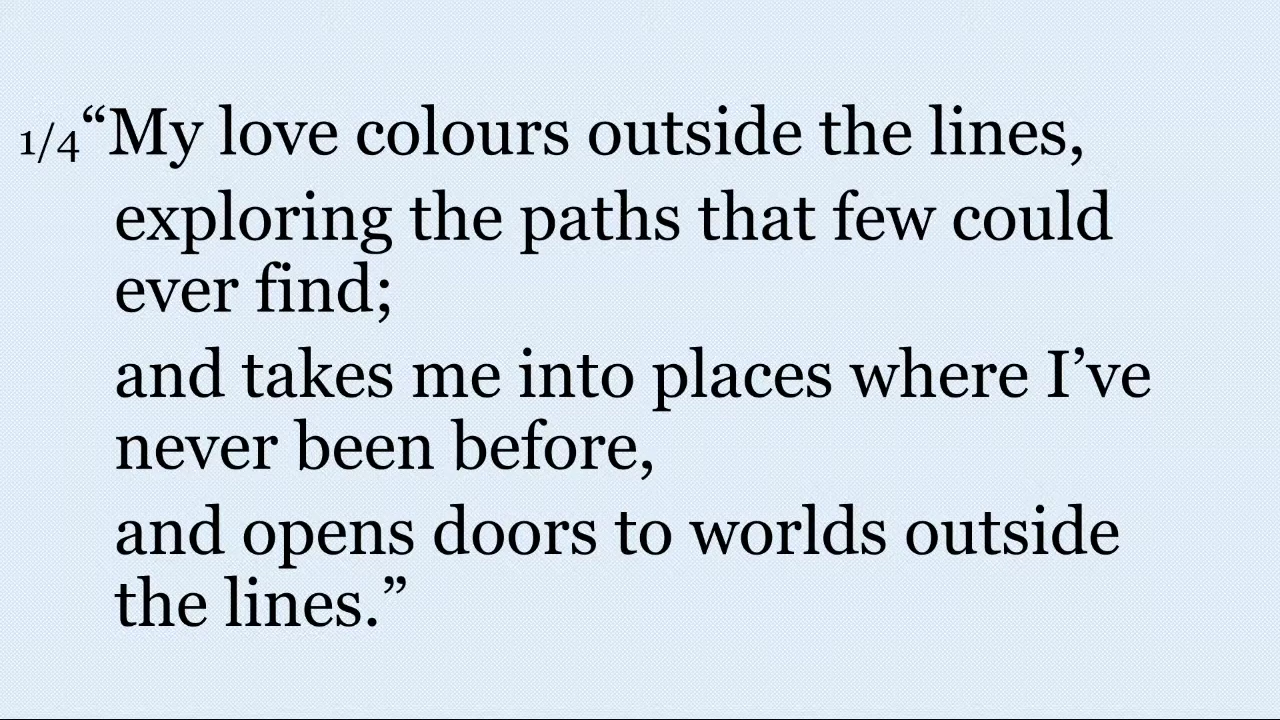 1/4“My love colours outside the lines,
exploring the paths that few could
ever find;
and takes me into places where I’ve
never been before,
and opens doors to worlds outside
the lines.”